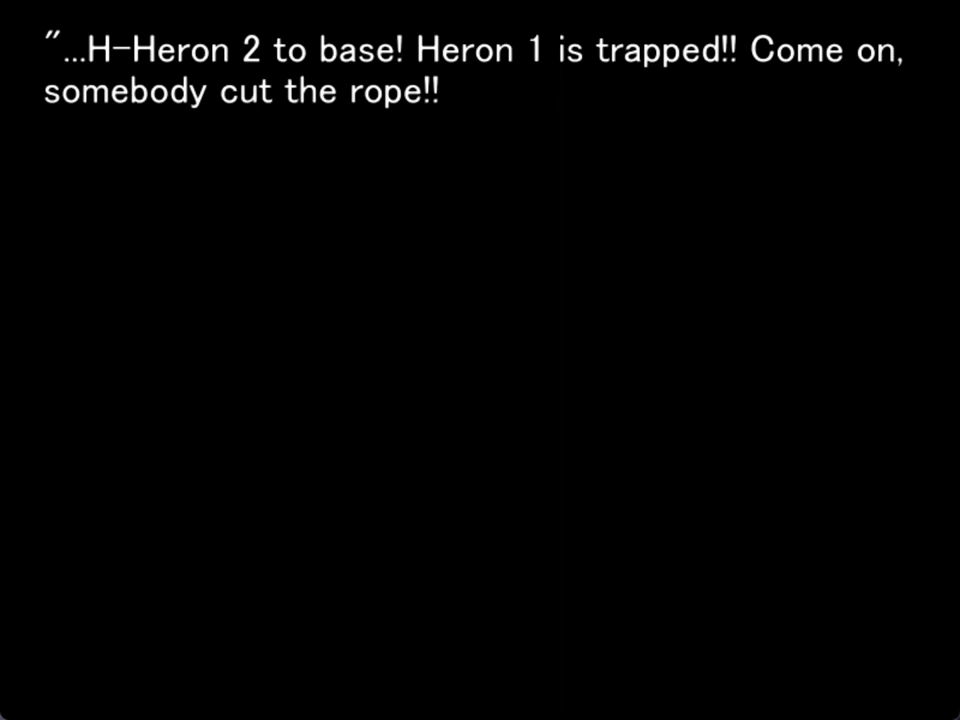 "...H-Heron 2 to base! Heron 1 is trapped!! Come on,
somebody cut the rope!!